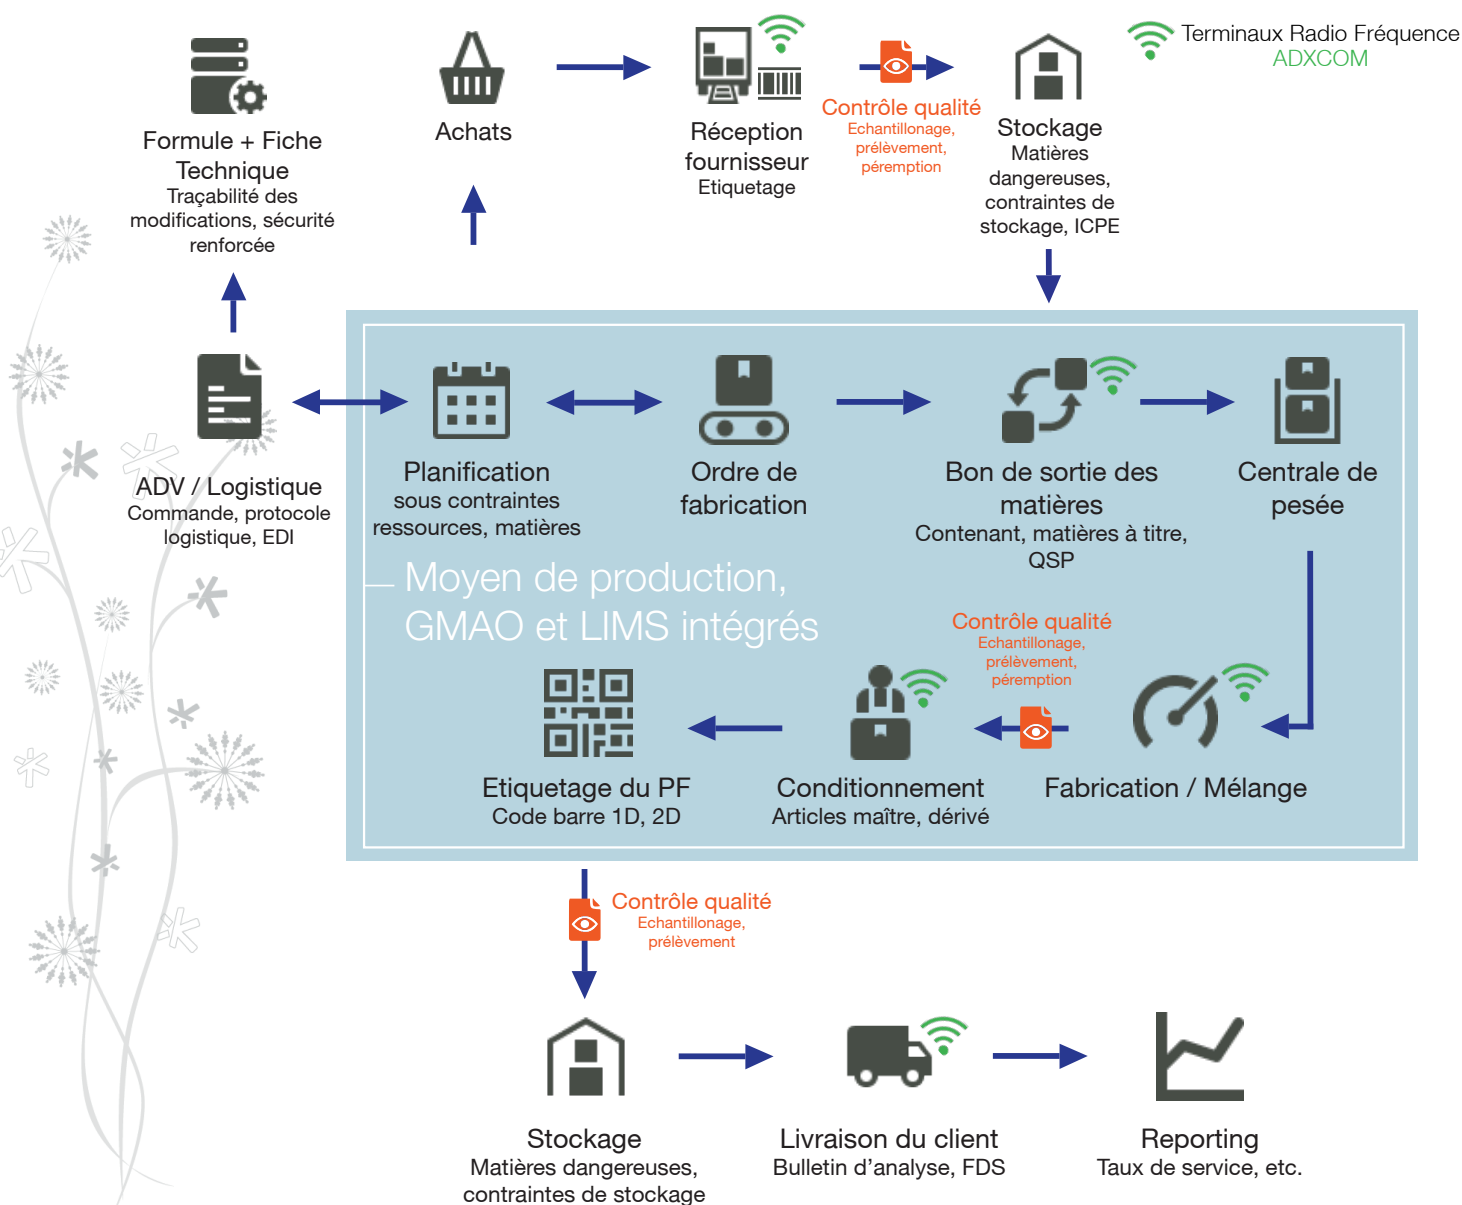 Terminaux Radio Fréquence
ADXCOM
Formule + Fiche
Technique
Traçabilité des
modifications, sécurité
renforcée
Achats
Réception
fournisseur
Etiquetage
Contrôle qualité
Echantillonage,
prélèvement,
péremption
Stockage
Matières
dangereuses,
contraintes de
stockage, ICPE
ADV / Logistique
Commande, protocole
logistique, EDI
Planification
sous contraintes
ressources, matières
Ordre de
fabrication
Bon de sortie des
matières
Contenant, matières à titre,
QSP
Centrale de
pesée
Moyen de production,
GMAO et LIMS intégrés
Contrôle qualité
Echantillonage,
prélèvement,
péremption
Etiquetage du PF
Code barre 1D, 2D
Conditionnement
Articles maître, dérivé
Fabrication / Mélange
Contrôle qualité
Echantillonage,
prélèvement
Stockage
Matières dangereuses,
contraintes de stockage
Livraison du client
Bulletin d’analyse, FDS
Reporting
Taux de service, etc.